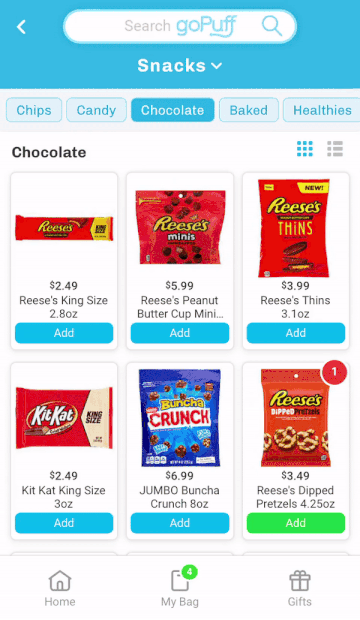 Search goPuff
Snacks
Chips Candy Chocolate Baked Healthies
Chocolate
Reese's KING SIZE
Reese's minis
NEW!
Reese's THiNS
$2.49
Reese's King Size
2.8oz
Add
$5.99
Reese's Peanut
Butter Cup Mini...
Add
$3.99
Reese's Thins
3.1oz
Add
KitKat KING SIZE
Buncha CRUNCH
Reese's DIPPED PRETZELS
1
$2.49
Kit Kat King Size
3oz
Add
$6.99
JUMBO Buncha
Crunch 8oz
Add
$3.49
Reese's Dipped
Pretzels 4.25oz
Add
4
Home
My Bag
Gifts